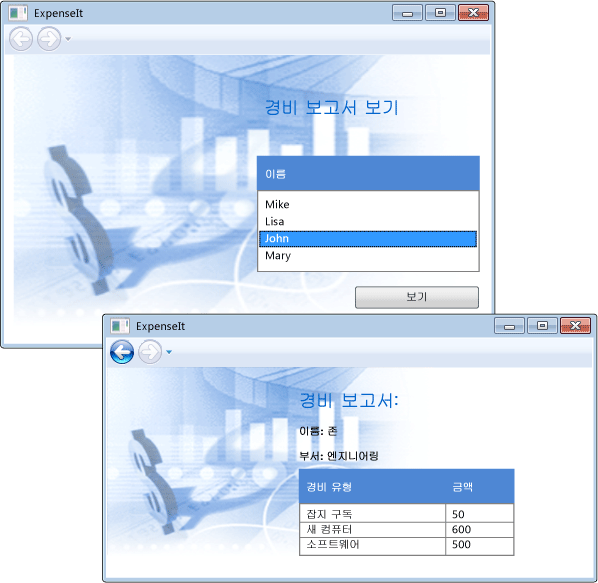 ExpenseIt
경비 보고서 보기
이름
Mike
Lisa
John
Mary
보기
ExpenseIt
경비 보고서:
이름: 존
부서: 엔지니어링
경비 유형 금액
잡지 구독 50
새 컴퓨터 600
소프트웨어 500